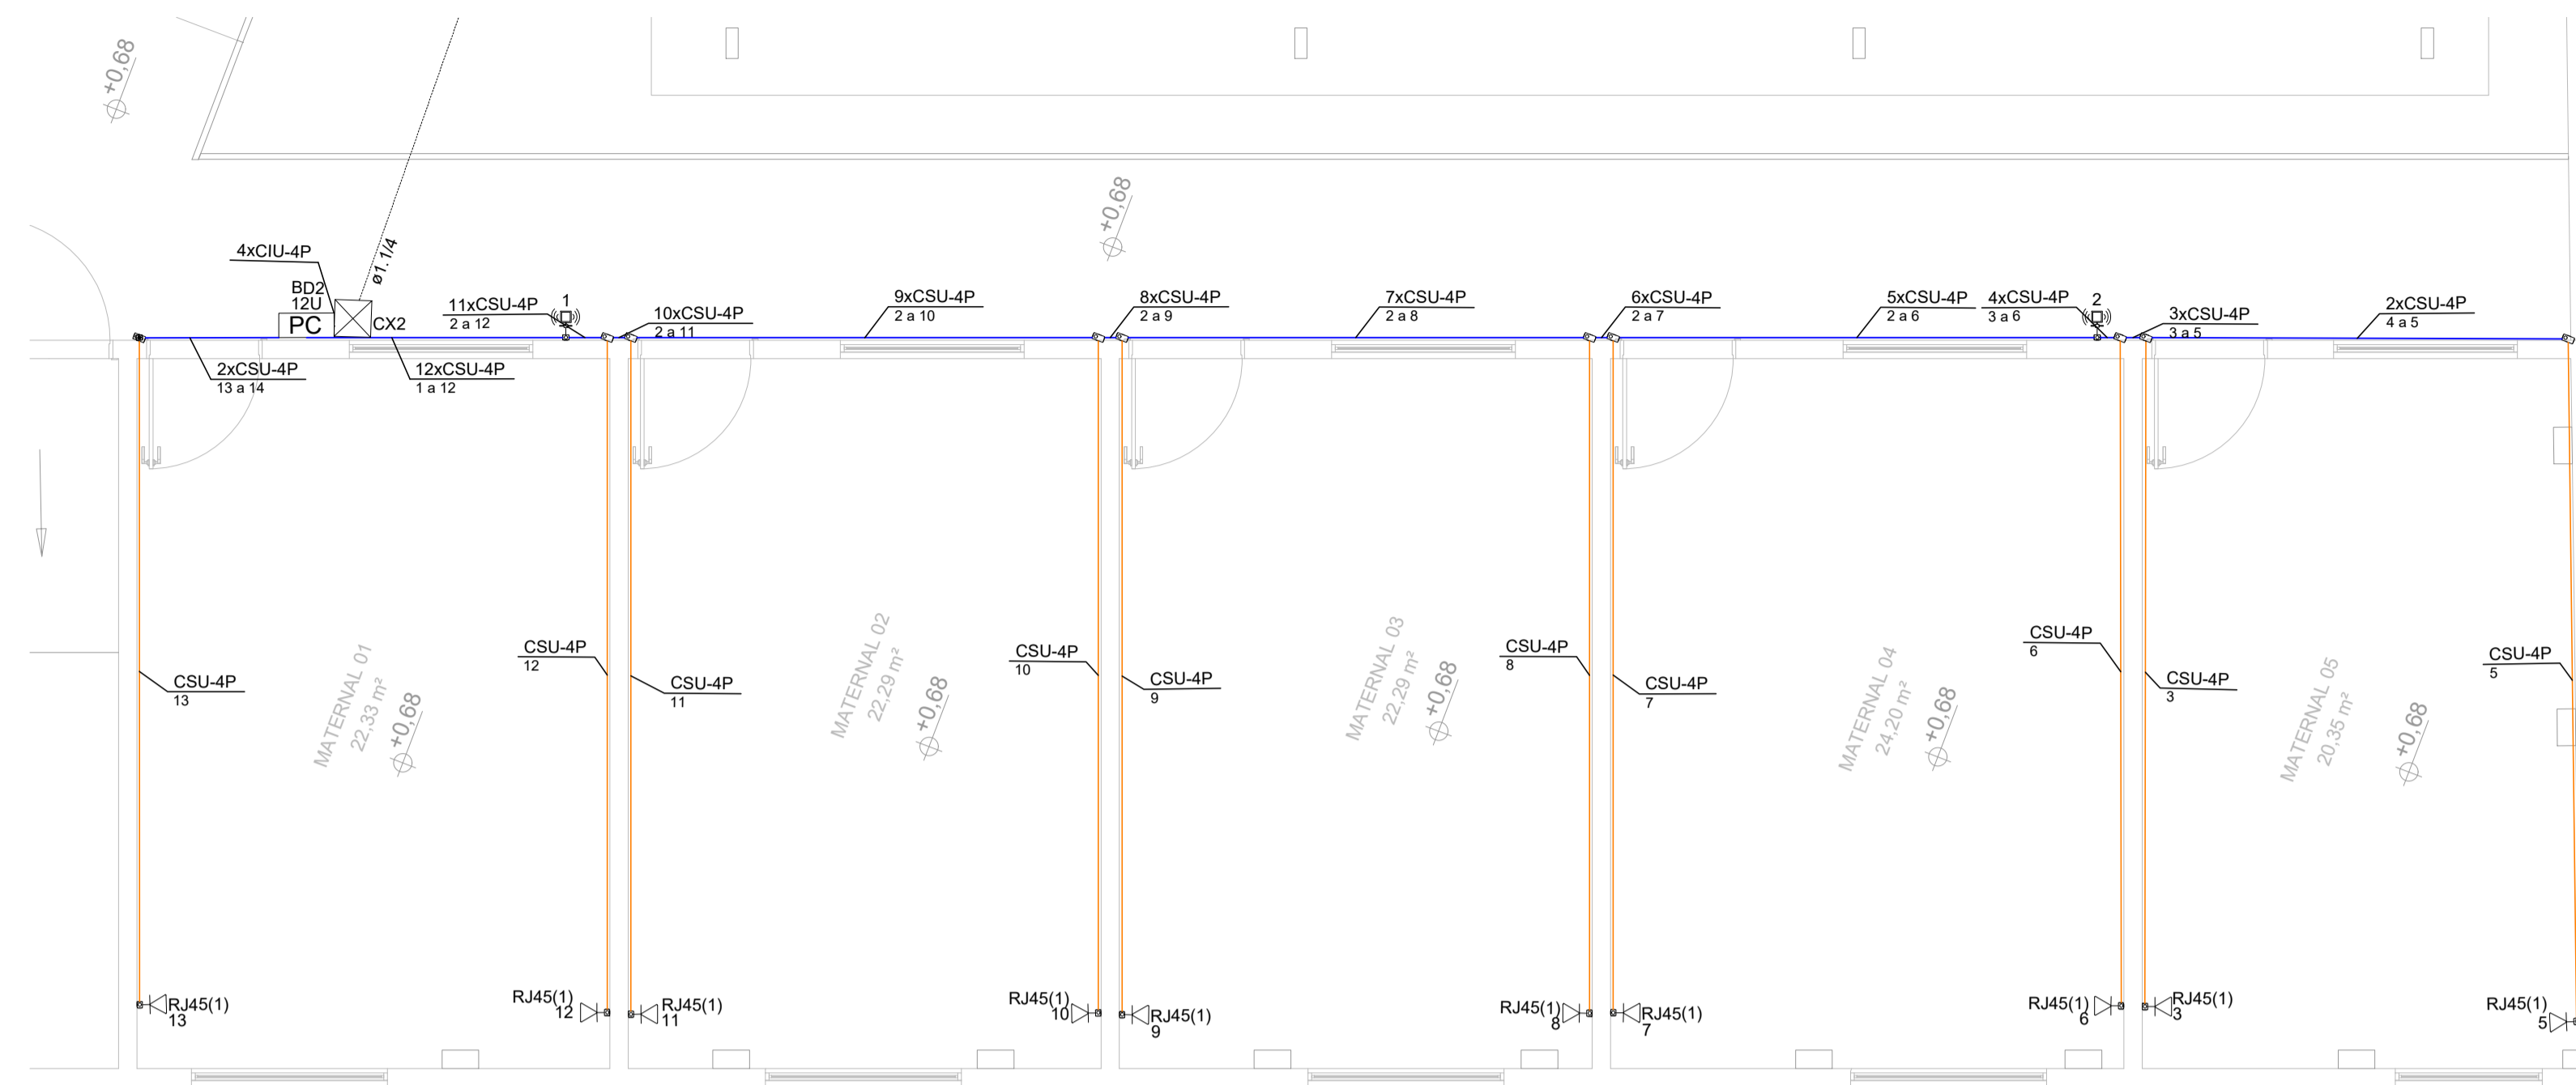 +0,68
+0,68
4xCIU-4P
ø1.1/4
BD2
12U
PC
CX2
11xCSU-4P
2 a 12
1
10xCSU-4P
2 a 11
9xCSU-4P
2 a 10
8xCSU-4P
2 a 9
7xCSU-4P
2 a 8
6xCSU-4P
2 a 7
5xCSU-4P
2 a 6
4xCSU-4P
3 a 6
2
3xCSU-4P
3 a 5
2xCSU-4P
4 a 5
2xCSU-4P
13 a 14
12xCSU-4P
1 a 12
CSU-4P
13
MATERNAL 01
22,33 m²
+0,68
CSU-4P
12
CSU-4P
11
MATERNAL 02
22,29 m²
+0,68
CSU-4P
10
CSU-4P
9
MATERNAL 03
22,29 m²
+0,68
CSU-4P
8
CSU-4P
7
MATERNAL 04
24,20 m²
+0,68
CSU-4P
6
CSU-4P
3
MATERNAL 05
20,35 m²
+0,68
CSU-4P
5
RJ45(1)
13
RJ45(1)
12
RJ45(1)
11
RJ45(1)
10
RJ45(1)
9
RJ45(1)
8
RJ45(1)
7
RJ45(1)
6
RJ45(1)
3
RJ45(1)
5